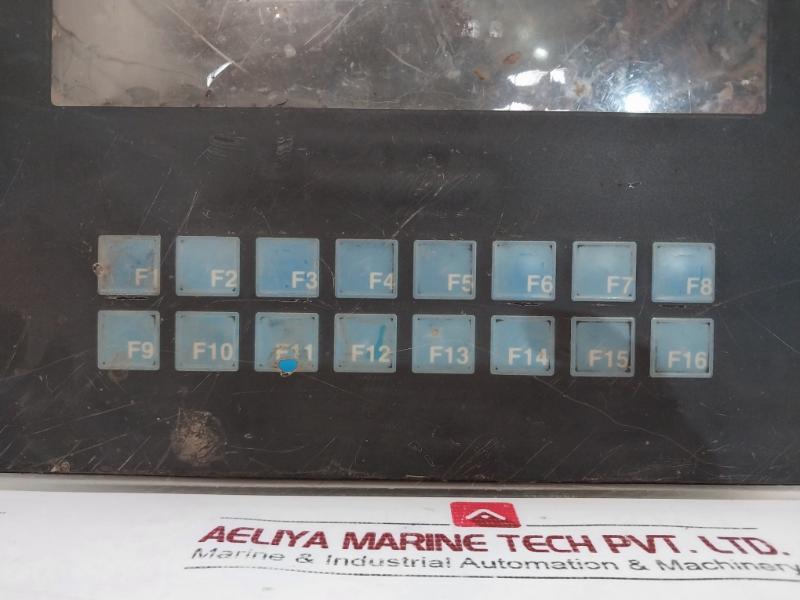 F1 F2 F3 F4 F5 F6 F7 F8
F9 F10 F11 F12 F13 F14 F15 F16
AELIYA MARINE TECH PVT. LTD.
Marine & Industrial Automation & Machinery